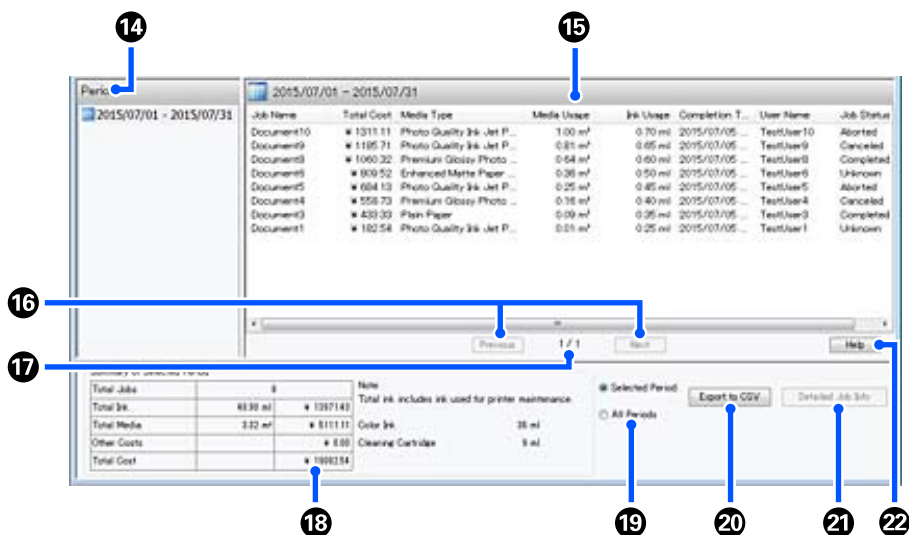 14
15
Perio
2015/07/01 - 2015/07/31
2015/07/01 - 2015/07/31
Job Name Total Cost Media Type Media Usage Ink Usage Completion T... User Name Job Status
Document10 ¥ 1311.11 Photo Quality Ink Jet P... 1.00 m² 0.70 ml 2015/07/05 ... TestUser10 Aborted
Document9 ¥ 1185.71 Photo Quality Ink Jet P... 0.81 m² 0.65 ml 2015/07/05 ... TestUser9 Canceled
Document8 ¥ 1060.32 Premium Glossy Photo ... 0.64 m² 0.60 ml 2015/07/05 ... TestUser8 Completed
Document6 ¥ 809.52 Enhanced Matte Paper ... 0.36 m² 0.50 ml 2015/07/05 ... TestUser6 Unknown
Document5 ¥ 684.13 Photo Quality Ink Jet P... 0.25 m² 0.45 ml 2015/07/05 ... TestUser5 Aborted
Document4 ¥ 558.73 Premium Glossy Photo ... 0.16 m² 0.40 ml 2015/07/05 ... TestUser4 Canceled
Document3 ¥ 433.33 Plain Paper 0.09 m² 0.35 ml 2015/07/05 ... TestUser3 Completed
Document1 ¥ 182.54 Photo Quality Ink Jet P... 0.01 m² 0.25 ml 2015/07/05 ... TestUser1 Unknown
16
Previous 1 / 1 Next Help
17
Summary of Selected Period
Total Jobs 8
Total Ink ml
Total Media 3.32 m² ¥ 5111.11
Other Costs ¥ 0.00
Total Cost
Note
Total ink includes ink used for printer maintenance.
Color Ink 35 ml
Cleaning Cartridge 9 ml
Selected Period
All Periods
Export to CSV
Detailed Job Info
18
19
20
21
22